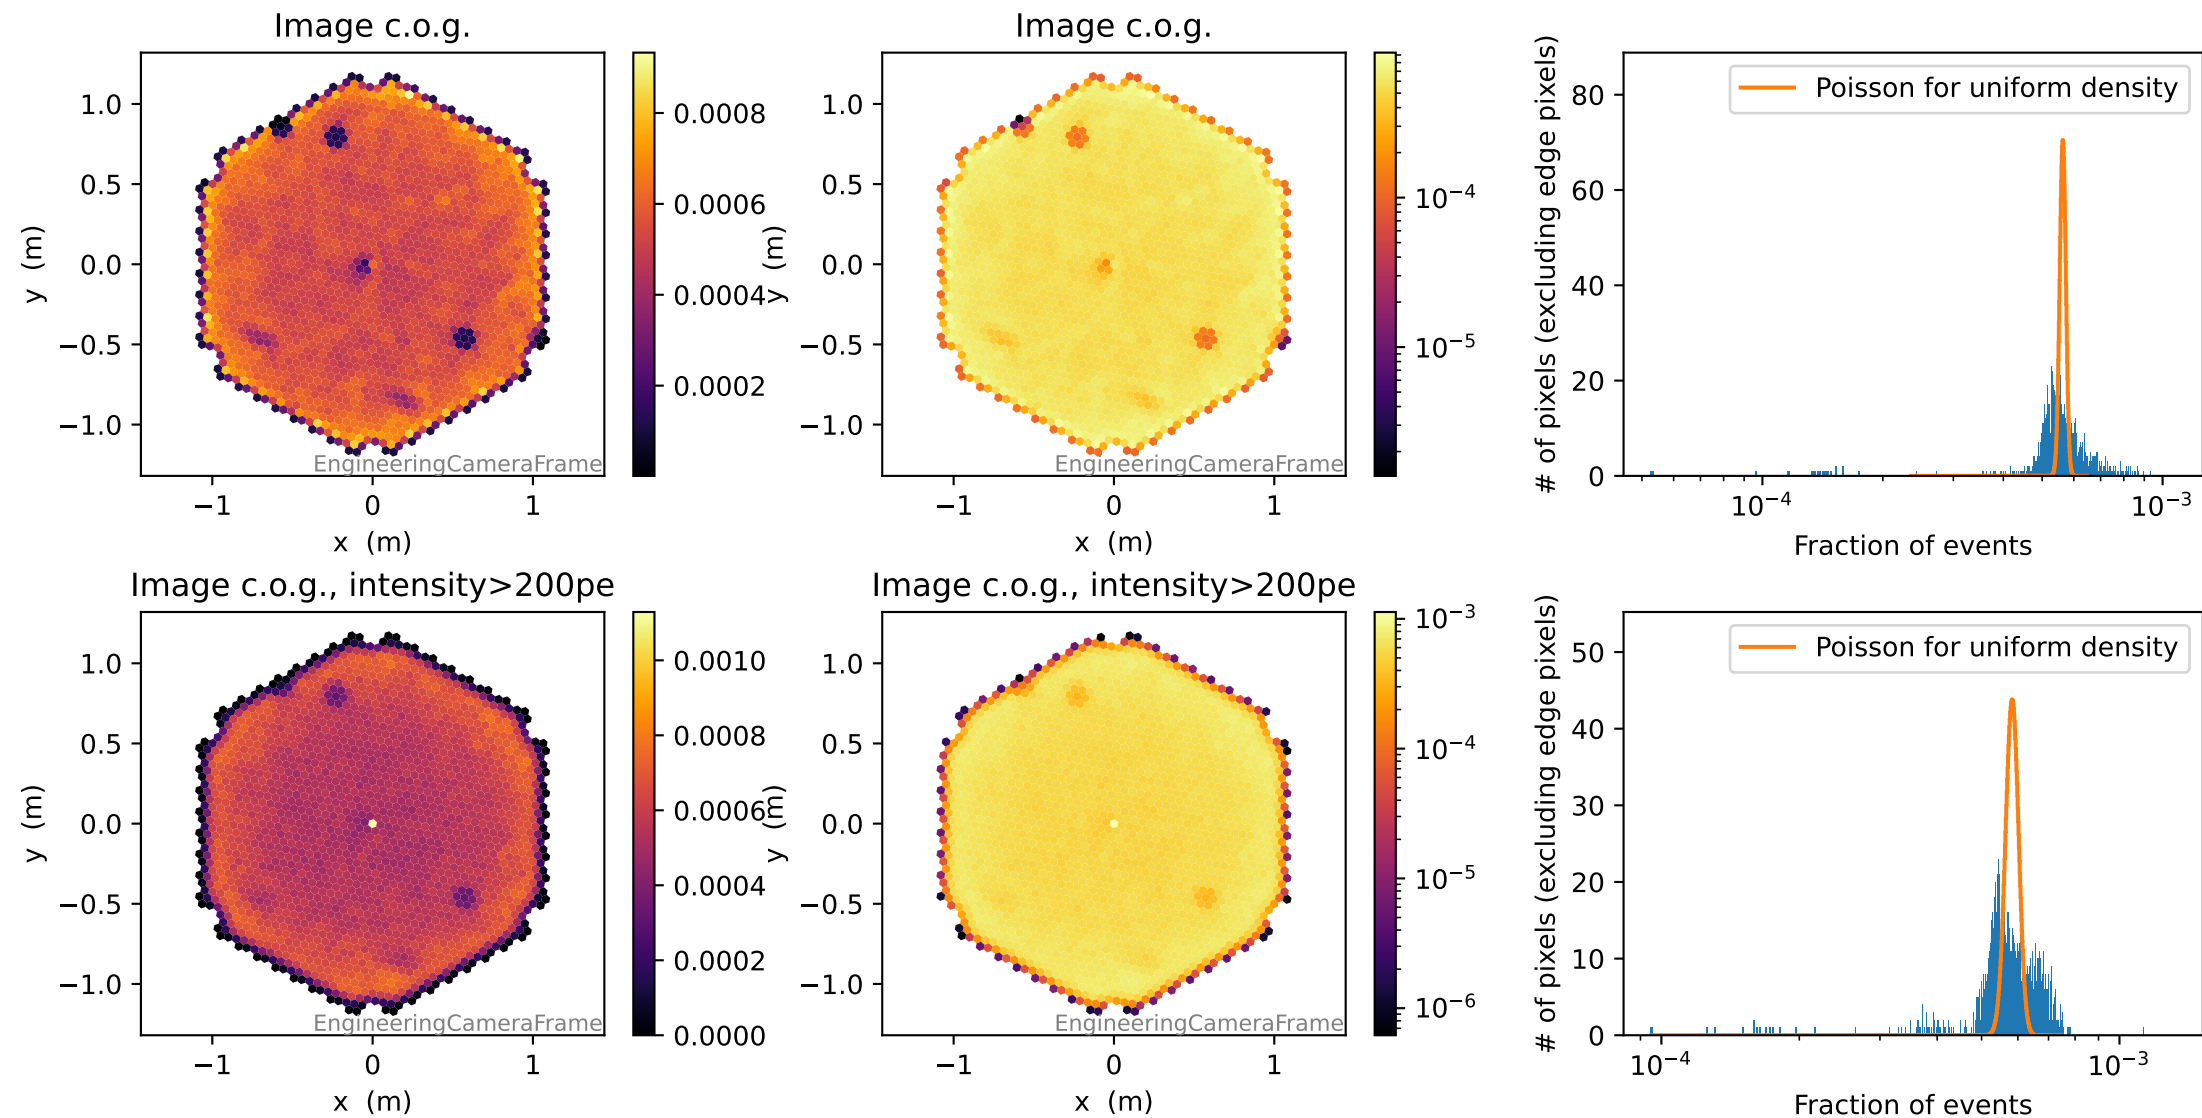 Image c.o.g.
1.0
0.5
0.0
−0.5
−1.0
y (m)
−1
0
1
x (m)
EngineeringCameraFrame
0.0008
0.0006
0.0004
0.0002
Image c.o.g.
1.0
0.5
0.0
−0.5
−1.0
y (m)
−1
0
1
x (m)
EngineeringCameraFrame
10⁻⁴
10⁻⁵
# of pixels (excluding edge pixels)
80
60
40
20
0
Poisson for uniform density
10⁻⁴
10⁻³
Fraction of events
Image c.o.g., intensity>200pe
1.0
0.5
0.0
−0.5
−1.0
y (m)
−1
0
1
x (m)
EngineeringCameraFrame
0.0010
0.0008
0.0006
0.0004
0.0002
0.0000
Image c.o.g., intensity>200pe
1.0
0.5
0.0
−0.5
−1.0
y (m)
−1
0
1
x (m)
EngineeringCameraFrame
10⁻³
10⁻⁴
10⁻⁵
10⁻⁶
# of pixels (excluding edge pixels)
50
40
30
20
10
0
Poisson for uniform density
10⁻⁴
10⁻³
Fraction of events